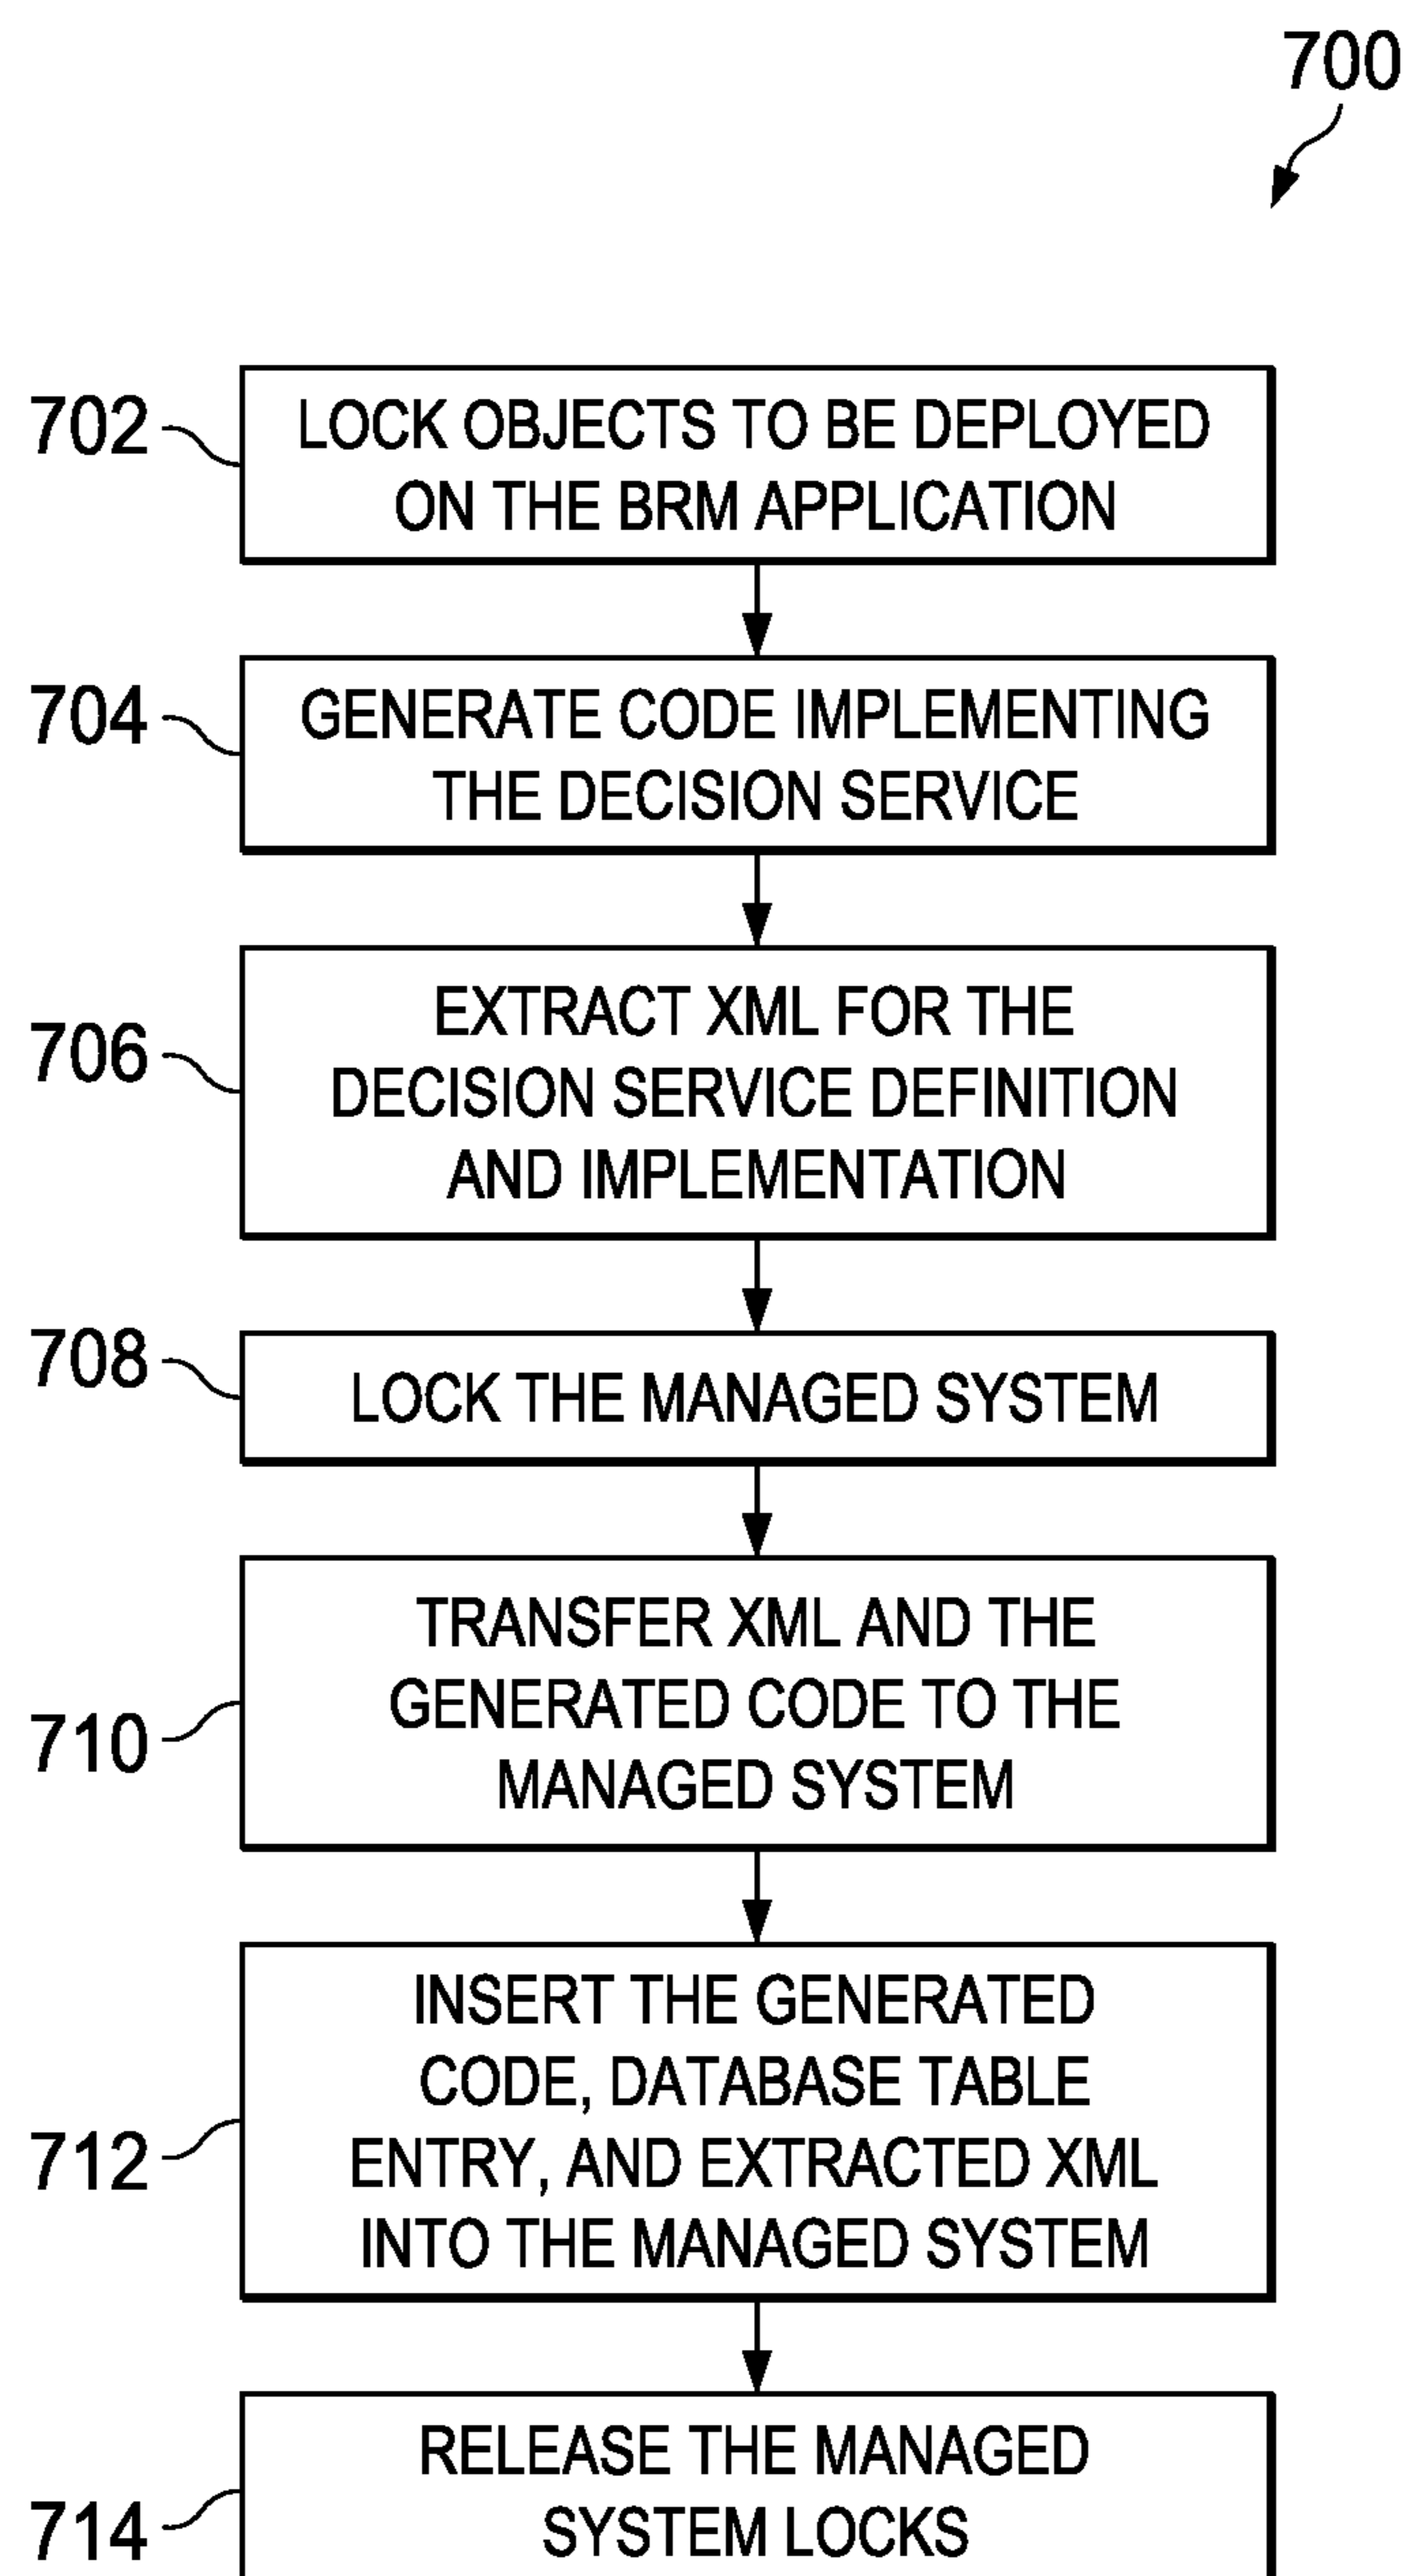 700
702
LOCK OBJECTS TO BE DEPLOYED
ON THE BRM APPLICATION
704
GENERATE CODE IMPLEMENTING
THE DECISION SERVICE
706
EXTRACT XML FOR THE
DECISION SERVICE DEFINITION
AND IMPLEMENTATION
708
LOCK THE MANAGED SYSTEM
710
TRANSFER XML AND THE
GENERATED CODE TO THE
MANAGED SYSTEM
712
INSERT THE GENERATED
CODE, DATABASE TABLE
ENTRY, AND EXTRACTED XML
INTO THE MANAGED SYSTEM
714
RELEASE THE MANAGED
SYSTEM LOCKS